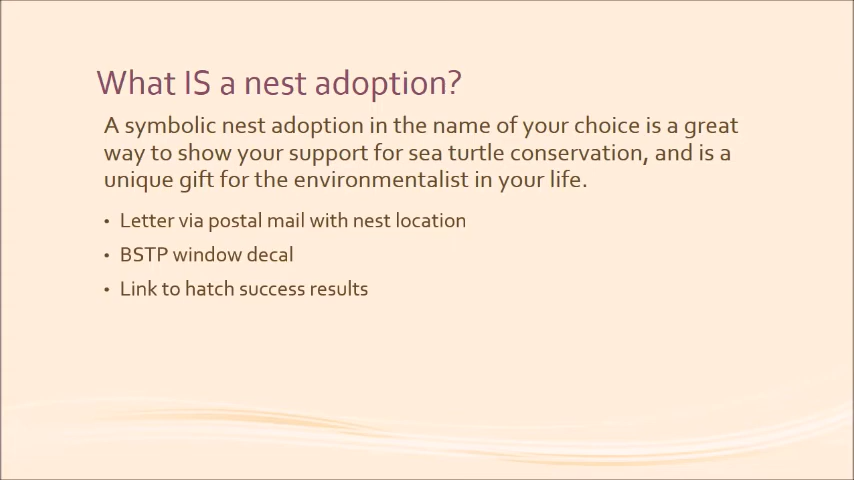 What IS a nest adoption?
A symbolic nest adoption in the name of your choice is a great
way to show your support for sea turtle conservation, and is a
unique gift for the environmentalist in your life.
• Letter via postal mail with nest location
• BSTP window decal
• Link to hatch success results